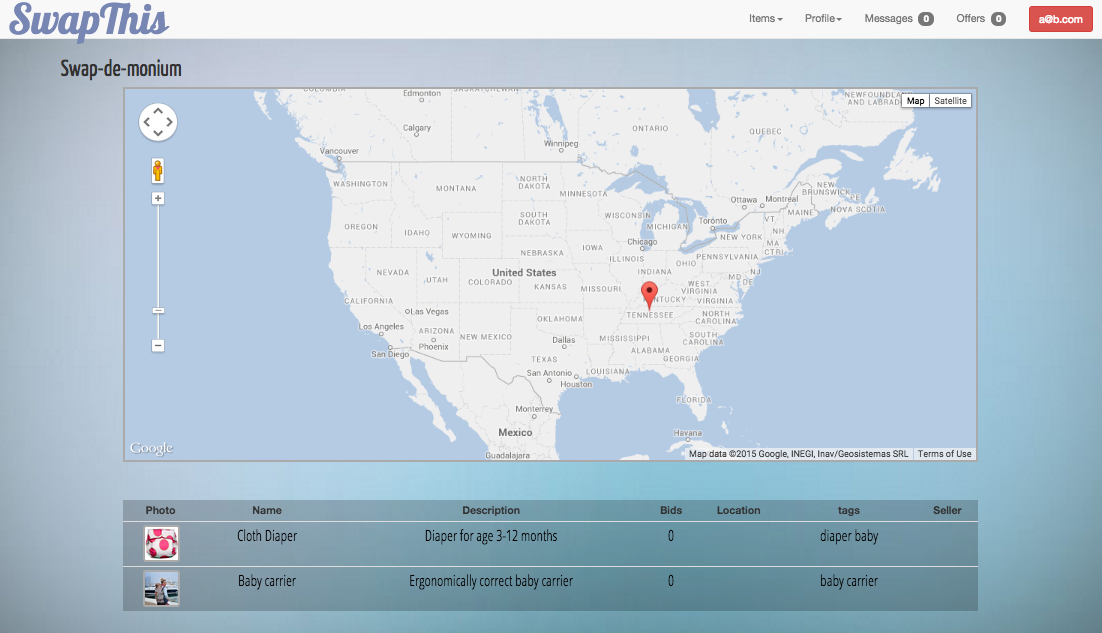 SwapThis
Items Profile Messages 0 Offers 0 a@b.com
Swap-de-monium
Map Satellite
Edmonton
Calgary
Vancouver
Winnipeg
ONTARIO
QUEBEC
WASHINGTON
MONTANA
NORTH DAKOTA
MINNESOTA
OREGON
IDAHO
WYOMING
SOUTH DAKOTA
WISCONSIN
MICHIGAN
Toronto
Ottawa
Montreal
NEW BRUNSWICK
PE
NOVA SCOTIA
MAINE
VT
NH
NEW YORK
MA
CT
RI
Chicago
IOWA
NEBRASKA
ILLINOIS
INDIANA
OHIO
PENNSYLVANIA
NJ
MD
DE
NEVADA
UTAH
COLORADO
United States
KANSAS
MISSOURI
WEST VIRGINIA
VIRGINIA
CALIFORNIA
Las Vegas
TENNESSEE
NORTH CAROLINA
Los Angeles
ARIZONA
NEW MEXICO
OKLAHOMA
Phoenix
San Diego
Dallas
MISSISSIPPI
ALABAMA
SOUTH CAROLINA
GEORGIA
TEXAS
San Antonio
LOUISIANA
Houston
FLORIDA
Monterrey
Mexico
Havana
Guadalajara
Google
Map data ©2015 Google, INEGI, Inav/Geosistemas SRL Terms of Use
Photo Name Description Bids Location tags Seller
Cloth Diaper Diaper for age 3-12 months 0 diaper baby
Baby carrier Ergonomically correct baby carrier 0 baby carrier